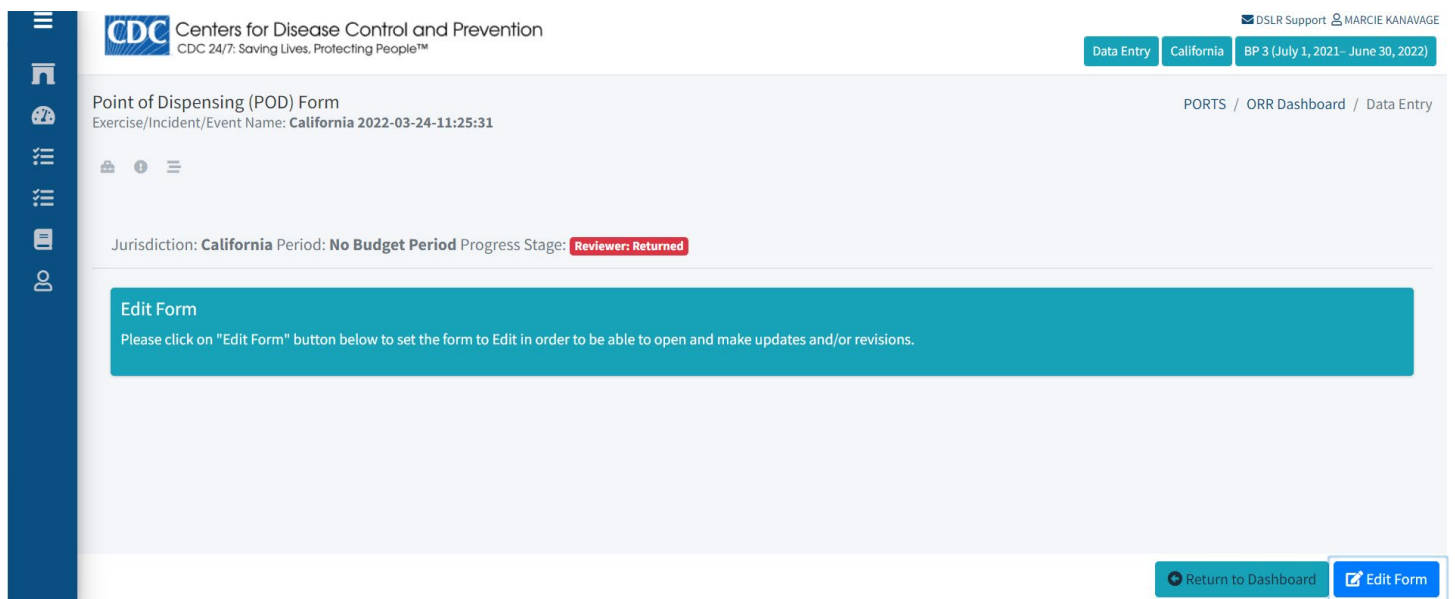 CDC Centers for Disease Control and Prevention
CDC 24/7: Saving Lives, Protecting People™
DSLR Support MARCIE KANAVAGE
Data Entry California BP 3 (July 1, 2021– June 30, 2022)
Point of Dispensing (POD) Form
PORTS / ORR Dashboard / Data Entry
Exercise/Incident/Event Name: California 2022-03-24-11:25:31
Jurisdiction: California Period: No Budget Period Progress Stage: Reviewer: Returned
Edit Form
Please click on "Edit Form" button below to set the form to Edit in order to be able to open and make updates and/or revisions.
Return to Dashboard Edit Form